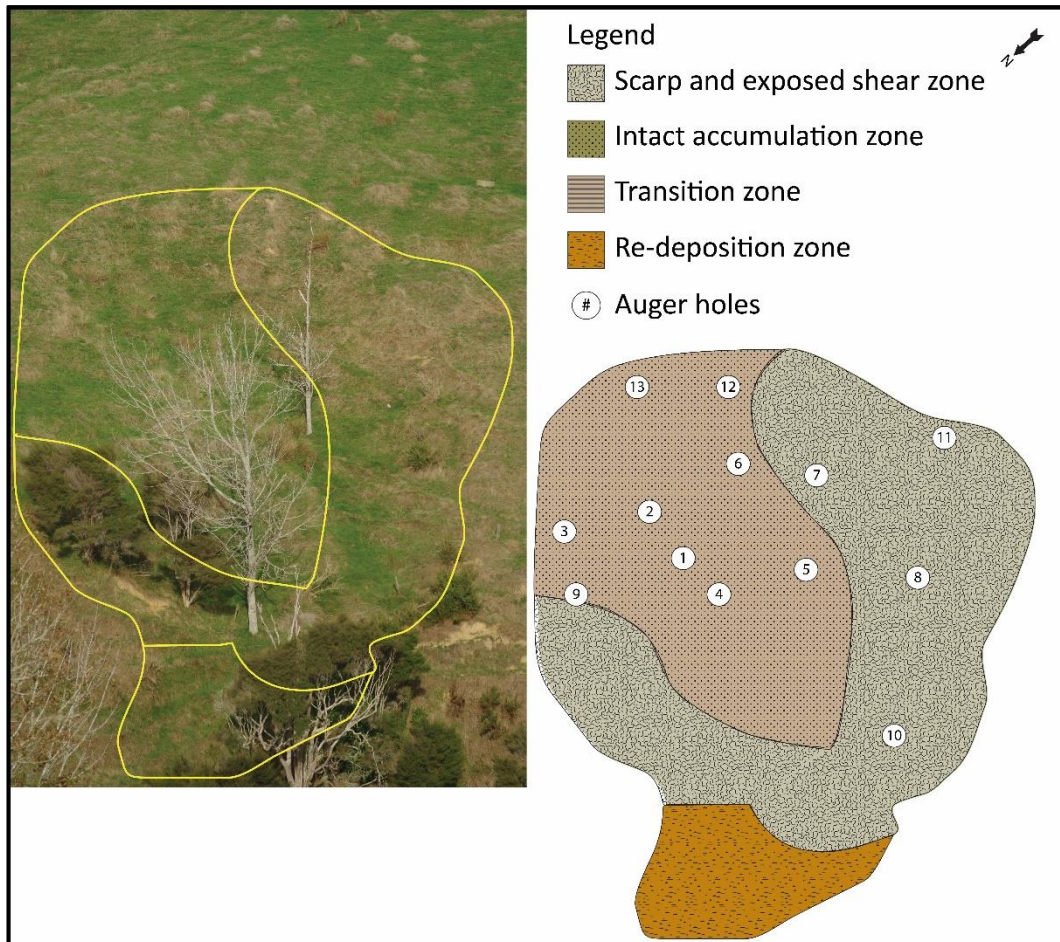 Legend
N
Scarp and exposed shear zone
Intact accumulation zone
Transition zone
Re-deposition zone
# Auger holes
13
12
11
6
7
2
3
1
5
8
4
9
10